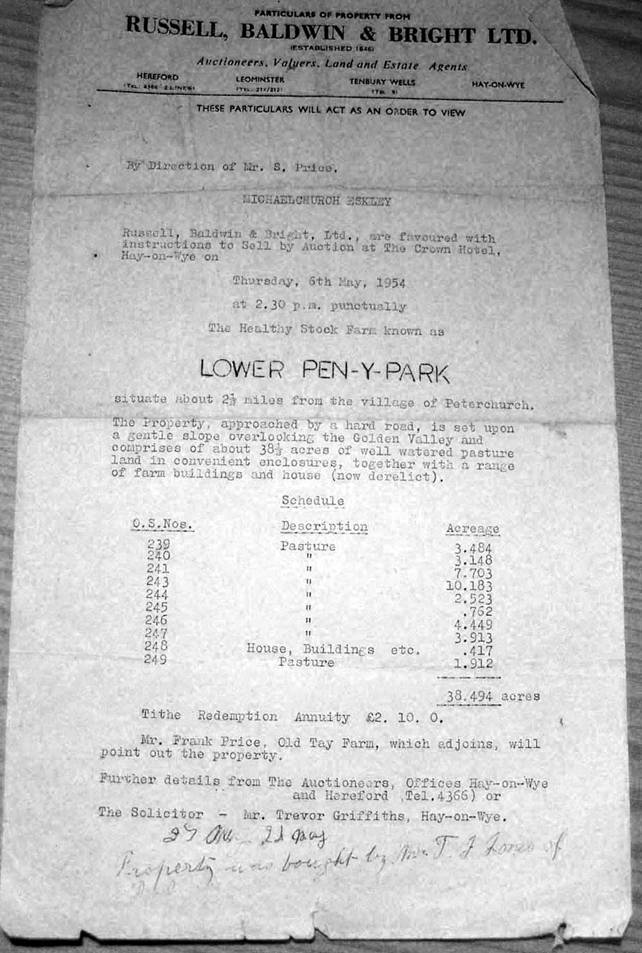 PARTICULARS OF PROPERTY FROM
RUSSELL, BALDWIN & BRIGHT LTD.
(ESTABLISHED 1846)
Auctioneers, Valuers, Land and Estate Agents
HEREFORD LEOMINSTER TENBURY WELLS HAY-ON-WYE
(TEL. 4366 2 LINES) (TEL. 211/212) (TEL. 5)
THESE PARTICULARS WILL ACT AS AN ORDER TO VIEW
By Direction of Mr. S. Price.
MICHAELCHURCH ESKLEY
Russell, Baldwin & Bright, Ltd., are favoured with
instructions to Sell by Auction at The Crown Hotel,
Hay-on-Wye on
Thursday, 6th May, 1954
at 2.30 p.m. punctually
The Healthy Stock Farm known as
LOWER PEN-Y-PARK
situate about 2½ miles from the village of Peterchurch.
The Property, approached by a hard road, is set upon
a gentle slope overlooking the Golden Valley and
comprises of about 38½ acres of well watered pasture
land in convenient enclosures, together with a range
of farm buildings and house (now derelict).
Schedule
O.S.Nos. Description Acreage
239 Pasture 3.484
240 " 3.148
241 " 7.703
243 " 10.183
244 " 2.523
245 " .762
246 " 4.449
247 " 3.913
248 House, Buildings etc. .417
249 Pasture 1.912
38.494 acres
Tithe Redemption Annuity £2. 10. 0.
Mr. Frank Price, Old Tay Farm, which adjoins, will
point out the property.
Further details from The Auctioneers, Offices Hay-on-Wye
and Hereford (Tel.4366) or
The Solicitor - Mr. Trevor Griffiths, Hay-on-Wye.
Property was bought by Mr. T. J Jones of